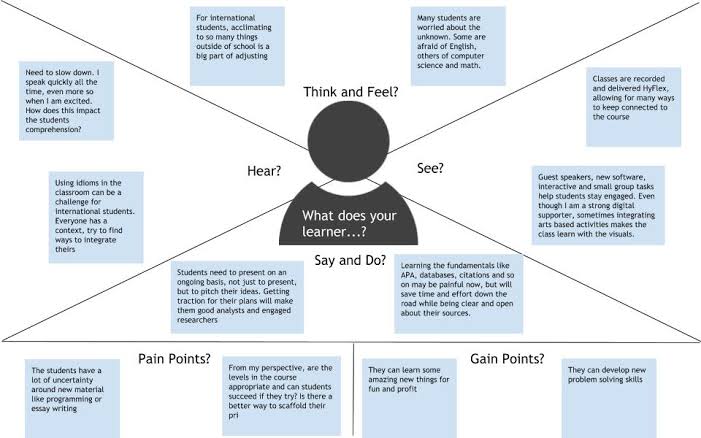 For international
students, acclimating
to so many things
outside of school is a
big part of adjusting
Many students are
worried about the
unknown. Some are
afraid of English,
others of computer
science and math.
Need to slow down. I
speak quickly all the
time, even more so
when I am excited.
How does this impact
the students
comprehension?
Think and Feel?
Classes are recorded
and delivered HyFlex,
allowing for many ways
to keep connected to
the course
Hear?
See?
Using idioms in the
classroom can be a
challenge for
international students.
Everyone has a
context, try to find
ways to integrate
theirs
What does your
learner...?
Guest speakers, new software,
interactive and small group tasks
help students stay engaged. Even
though I am a strong digital
supporter, sometimes integrating
arts based activities makes the
class learn with the visuals.
Say and Do?
Students need to present on an
ongoing basis, not just to present,
but to pitch their ideas. Getting
traction for their plans will make
them good analysts and engaged
researchers
Learning the fundamentals like
APA, databases, citations and so
on may be painful now, but will
save time and effort down the
road while being clear and open
about their sources.
Pain Points?
Gain Points?
The students have a
lot of uncertainty
around new material
like programming or
essay writing
From my perspective, are the
levels in the course
appropriate and can students
succeed if they try? Is there a
better way to scaffold their
pri
They can learn some
amazing new things for
fun and profit
They can develop new
problem solving skills